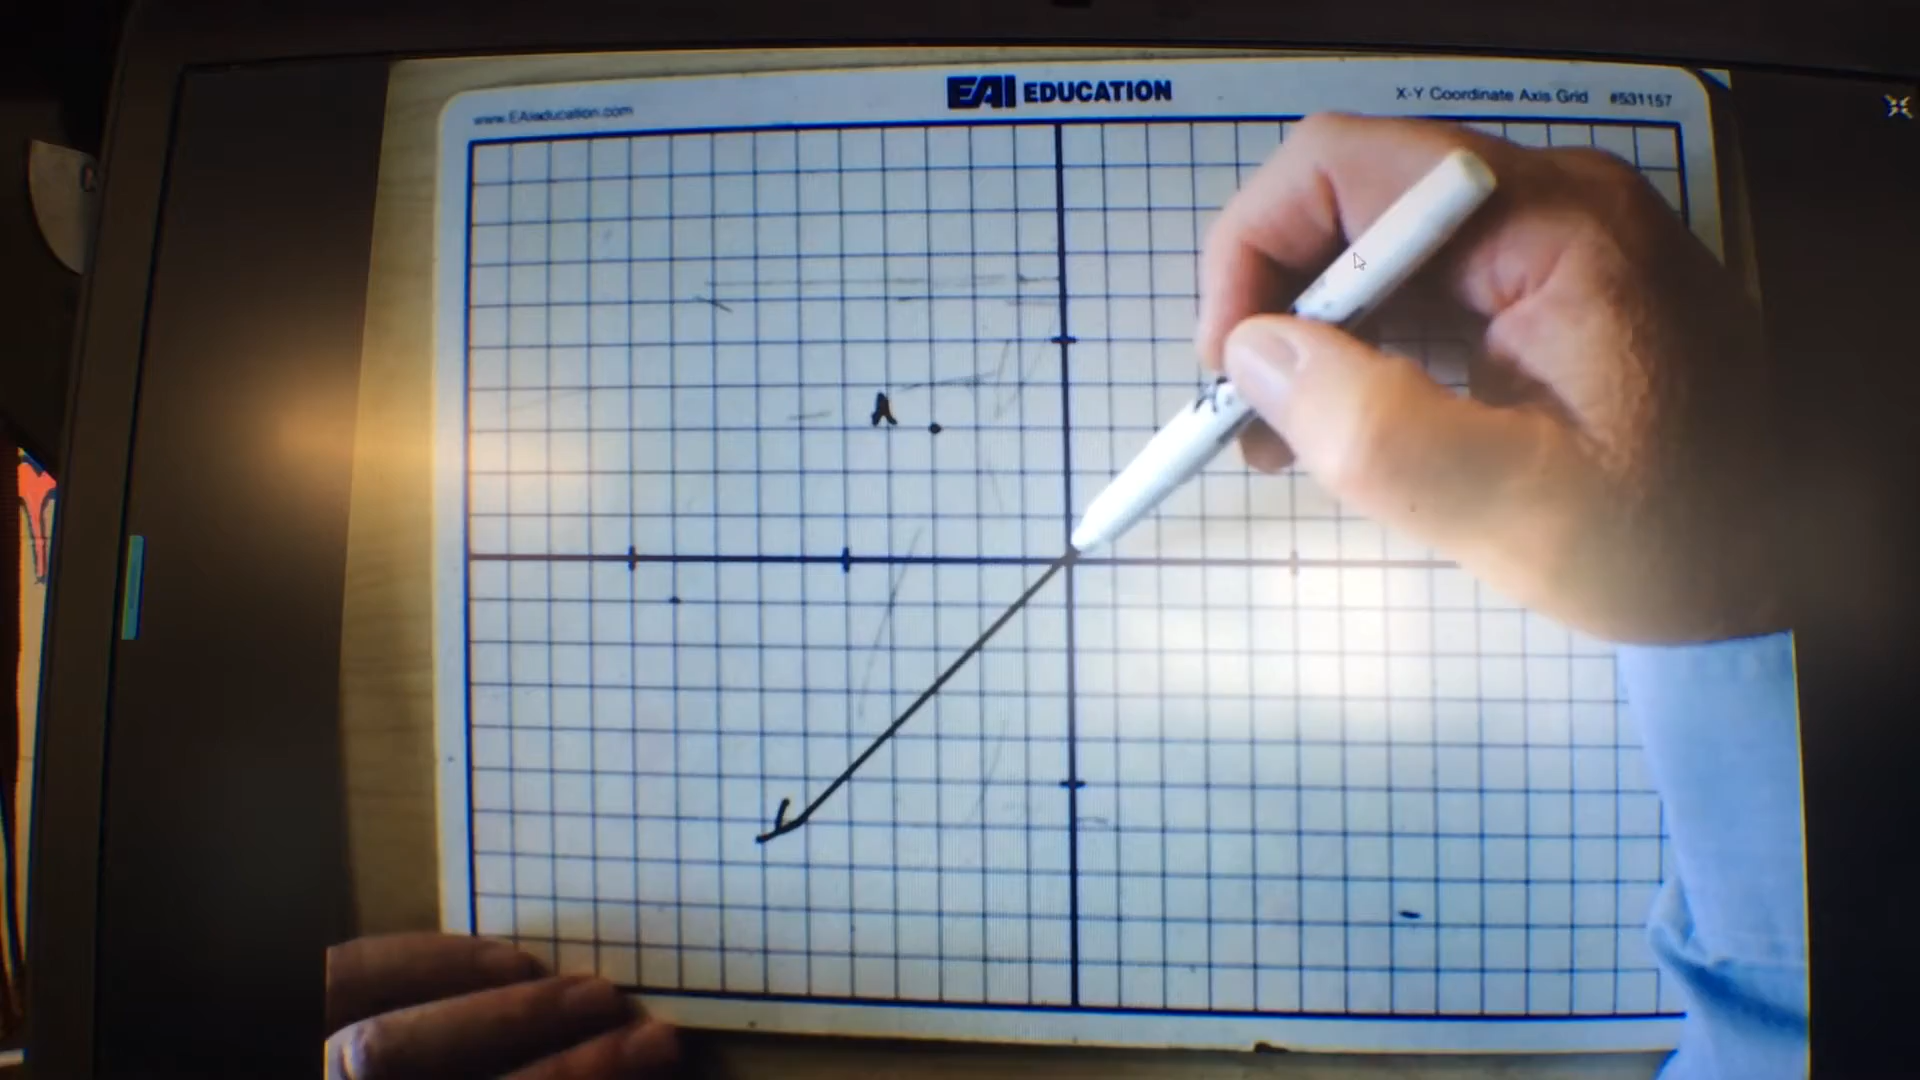 EAI EDUCATION
www.EAIeducation.com
X-Y Coordinate Axis Grid #531157
A